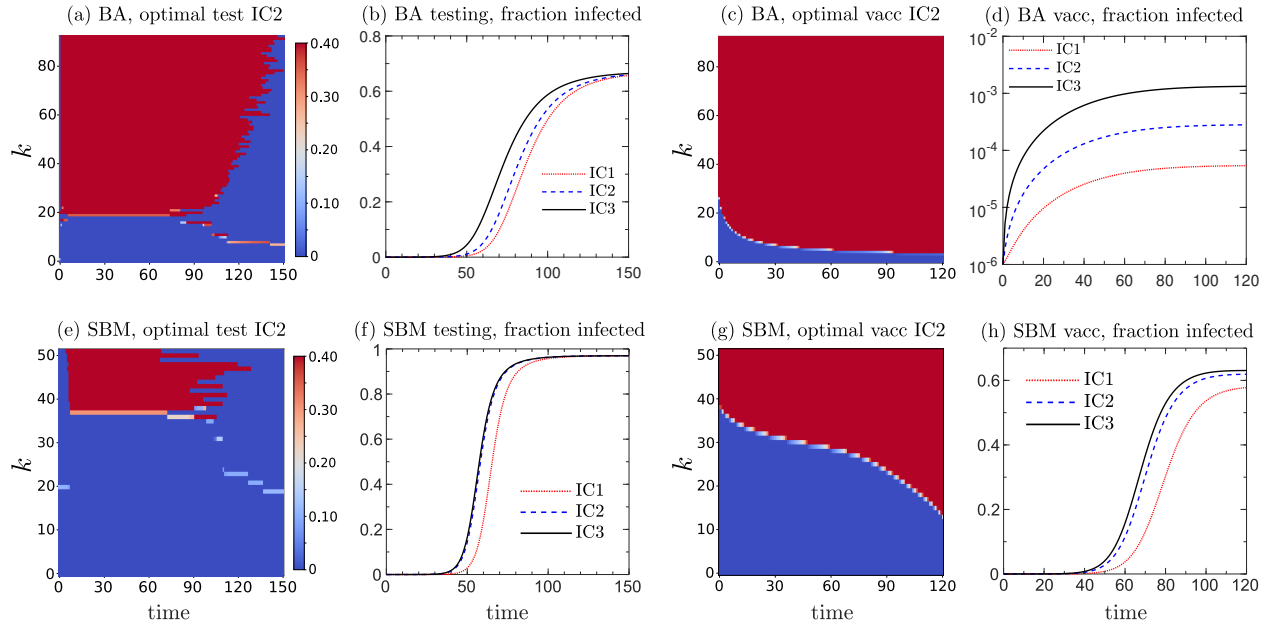 (a) BA, optimal test IC2
(b) BA testing, fraction infected
(c) BA, optimal vacc IC2
(d) BA vacc, fraction infected
k
80
60
40
20
0
0 30 60 90 120 150
0.40
0.30
0.20
0.10
0
0.8
0.6
0.4
0.2
0
0 50 100 150
IC1
IC2
IC3
k
80
60
40
20
0
0 30 60 90 120
10-2
10-3
10-4
10-5
10-6
0 20 40 60 80 100 120
IC1
IC2
IC3
(e) SBM, optimal test IC2
(f) SBM testing, fraction infected
(g) SBM, optimal vacc IC2
(h) SBM vacc, fraction infected
k
50
40
30
20
10
0
0 30 60 90 120 150
time
0.40
0.30
0.20
0.10
0
1
0.8
0.6
0.4
0.2
0
0 50 100 150
time
IC1
IC2
IC3
k
50
40
30
20
10
0
0 30 60 90 120
time
0.6
0.4
0.2
0
0 20 40 60 80 100 120
time
IC1
IC2
IC3